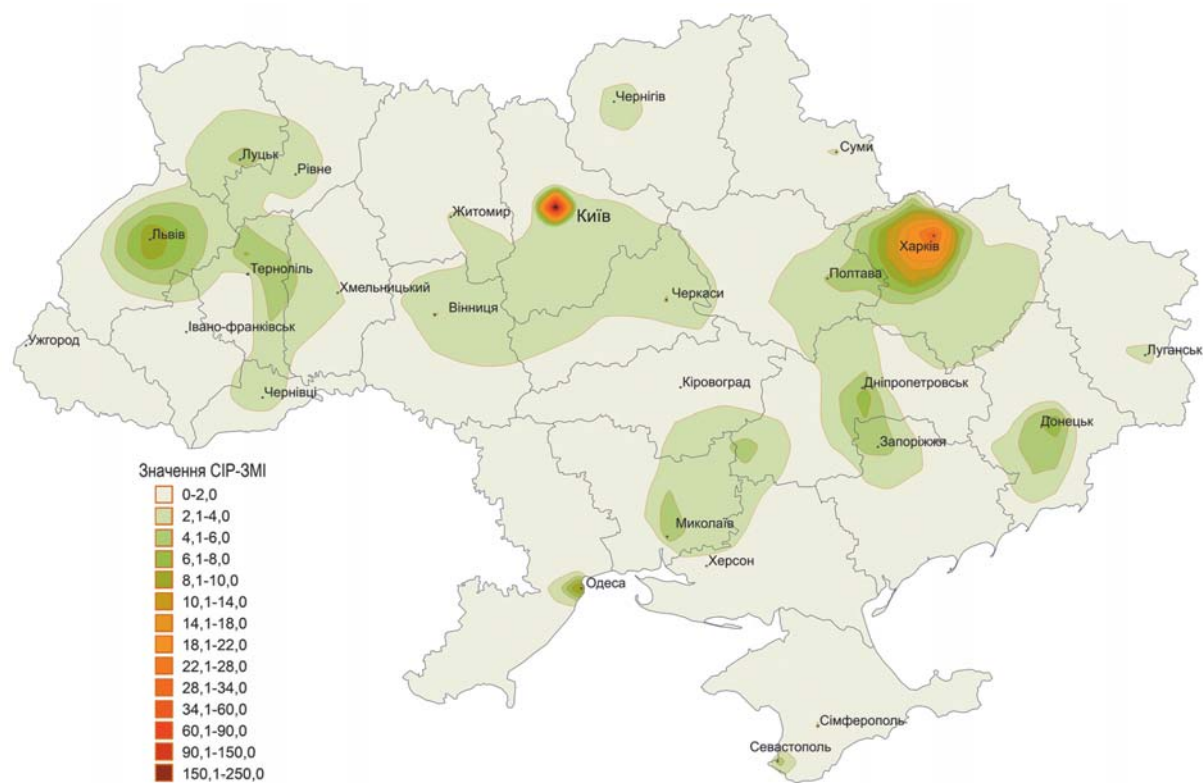 Чернігів
Суми
Луцьк
Рівне
Житомир
Київ
Львів
Харків
Тернопіль
Полтава
Хмельницький
Черкаси
Вінниця
Івано-франківськ
Ужгород
Луганськ
Кіровоград
Дніпропетровськ
Чернівці
Донецьк
Запоріжжя
Значення СІР-ЗМІ
0-2,0
2,1-4,0
4,1-6,0
6,1-8,0
8,1-10,0
10,1-14,0
14,1-18,0
18,1-22,0
22,1-28,0
28,1-34,0
34,1-60,0
60,1-90,0
90,1-150,0
150,1-250,0
Миколаїв
Херсон
Одеса
Сімферополь
Севастополь